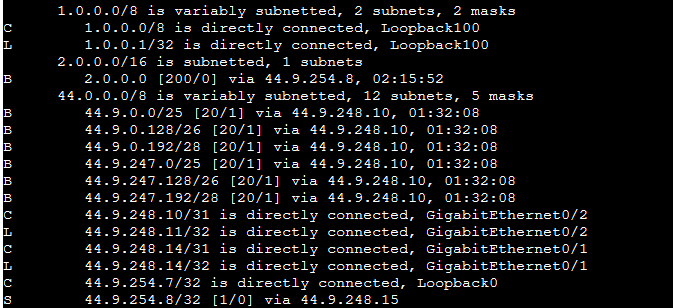 1.0.0.0/8 is variably subnetted, 2 subnets, 2 masks
C 1.0.0.0/8 is directly connected, Loopback100
L 1.0.0.1/32 is directly connected, Loopback100
2.0.0.0/16 is subnetted, 1 subnets
B 2.0.0.0 [200/0] via 44.9.254.8, 02:15:52
44.0.0.0/8 is variably subnetted, 12 subnets, 5 masks
B 44.9.0.0/25 [20/1] via 44.9.248.10, 01:32:08
B 44.9.0.128/26 [20/1] via 44.9.248.10, 01:32:08
B 44.9.0.192/28 [20/1] via 44.9.248.10, 01:32:08
B 44.9.247.0/25 [20/1] via 44.9.248.10, 01:32:08
B 44.9.247.128/26 [20/1] via 44.9.248.10, 01:32:08
B 44.9.247.192/28 [20/1] via 44.9.248.10, 01:32:08
C 44.9.248.10/31 is directly connected, GigabitEthernet0/2
L 44.9.248.11/32 is directly connected, GigabitEthernet0/2
C 44.9.248.14/31 is directly connected, GigabitEthernet0/1
L 44.9.248.14/32 is directly connected, GigabitEthernet0/1
C 44.9.254.7/32 is directly connected, Loopback0
S 44.9.254.8/32 [1/0] via 44.9.248.15